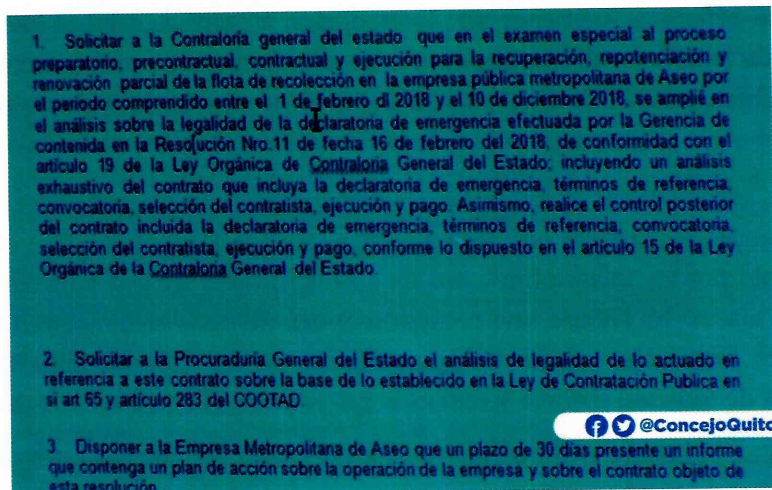 1. Solicitar a la Contraloría general del estado que en el examen especial al proceso
preparatorio, precontractual, contractual y ejecución para la recuperación, repotenciación y
renovación parcial de la flota de recolección en la empresa pública metropolitana de Aseo por
el periodo comprendido entre el 1 de febrero dl 2018 y el 10 de diciembre 2018, se amplié en
el análisis sobre la legalidad de la declaratoria de emergencia efectuada por la Gerencia de
contenida en la Resolución Nro.11 de fecha 16 de febrero del 2018, de conformidad con el
artículo 19 de la Ley Orgánica de Contraloria General del Estado; incluyendo un análisis
exhaustivo del contrato que incluya la declaratoria de emergencia, términos de referencia,
convocatoria, selección del contratista, ejecución y pago. Asimismo, realice el control posterior
del contrato incluida la declaratoria de emergencia, términos de referencia, convocatoria,
selección del contratista, ejecución y pago, conforme lo dispuesto en el artículo 15 de la Ley
Orgánica de la Contraloria General del Estado.
2. Solicitar a la Procuraduría General del Estado el análisis de legalidad de lo actuado en
referencia a este contrato sobre la base de lo establecido en la Ley de Contratación Publica en
si art 65 y artículo 283 del COOTAD.
@ConcejoQuito
3. Disponer a la Empresa Metropolitana de Aseo que un plazo de 30 días presente un informe
que contenga un plan de acción sobre la operación de la empresa y sobre el contrato objeto de
esta resolución